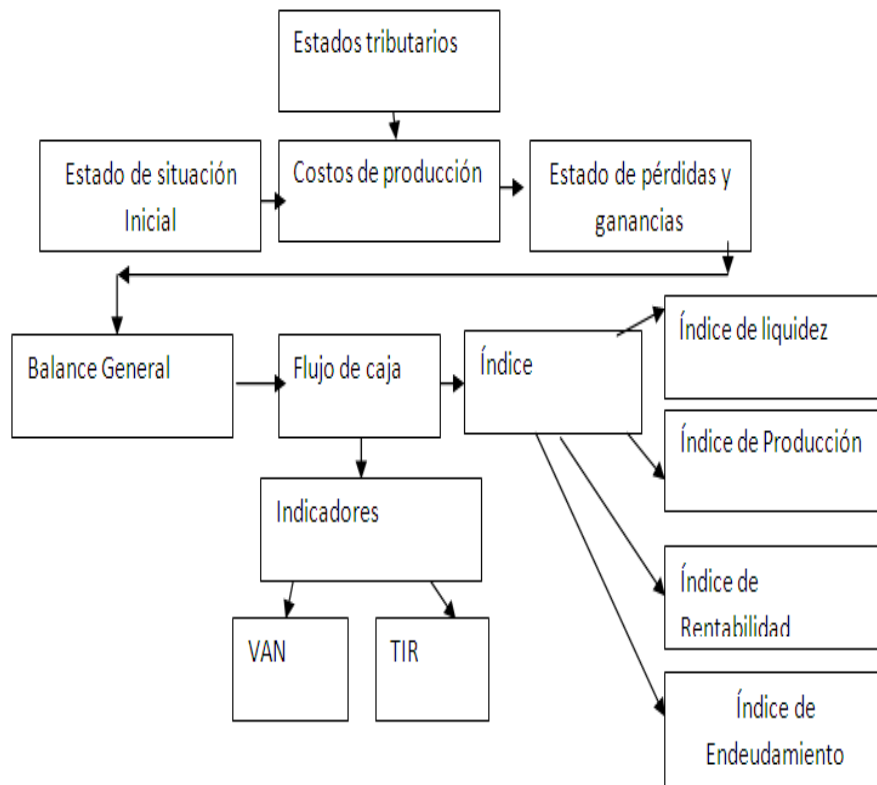 Estados tributarios
Estado de situación
Inicial
Costos de producción
Estado de pérdidas y
ganancias
Balance General
Flujo de caja
Índice
Índice de liquidez
Índice de Producción
Índice de
Rentabilidad
Índice de
Endeudamiento
Indicadores
VAN
TIR